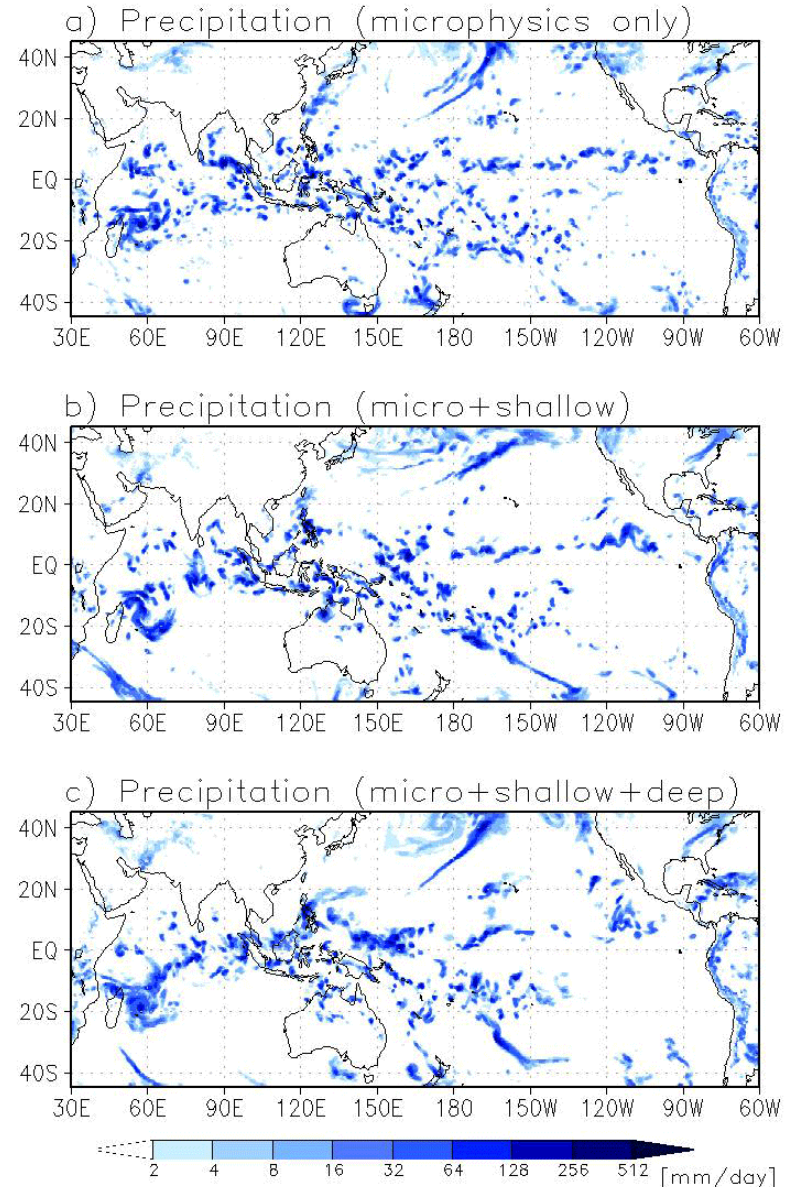 a) Precipitation (microphysics only)
40N
20N
EQ
20S
40S
30E 60E 90E 120E 150E 180 150W 120W 90W 60W
b) Precipitation (micro+shallow)
40N
20N
EQ
20S
40S
30E 60E 90E 120E 150E 180 150W 120W 90W 60W
c) Precipitation (micro+shallow+deep)
40N
20N
EQ
20S
40S
30E 60E 90E 120E 150E 180 150W 120W 90W 60W
2 4 8 16 32 64 128 256 512 [mm/day]